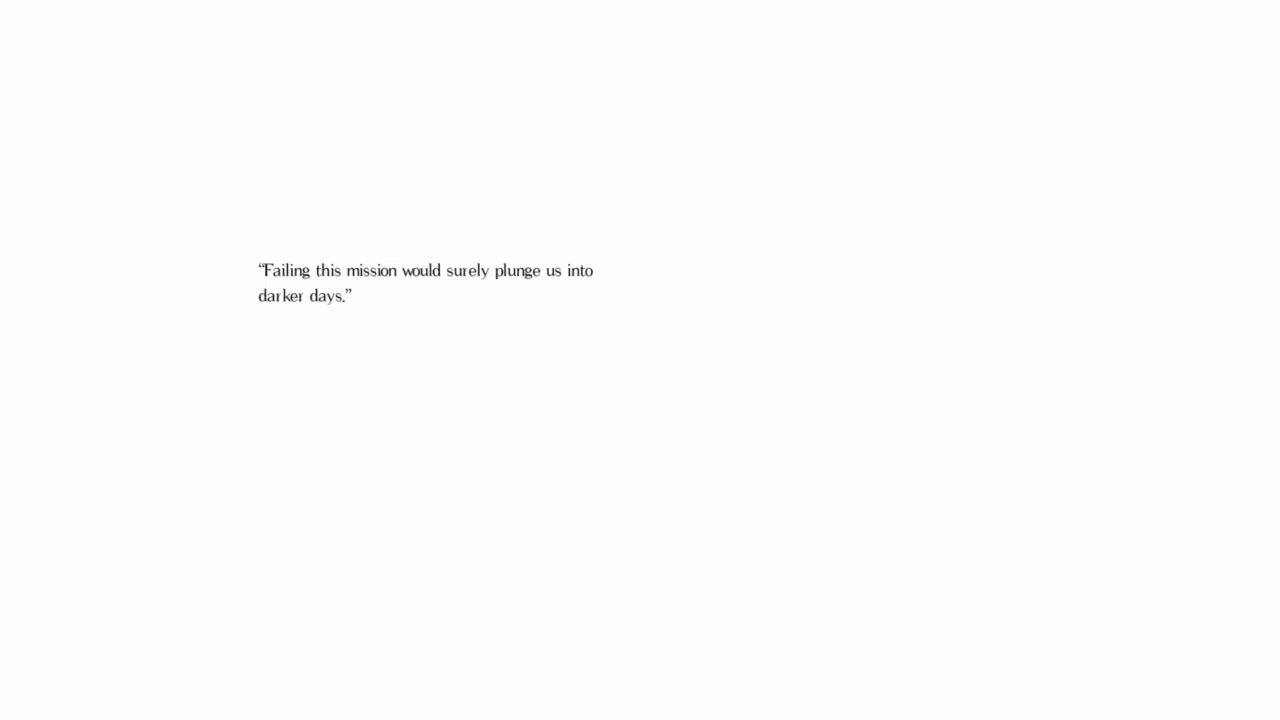 “Failing this mission would surely plunge us into
darker days.”